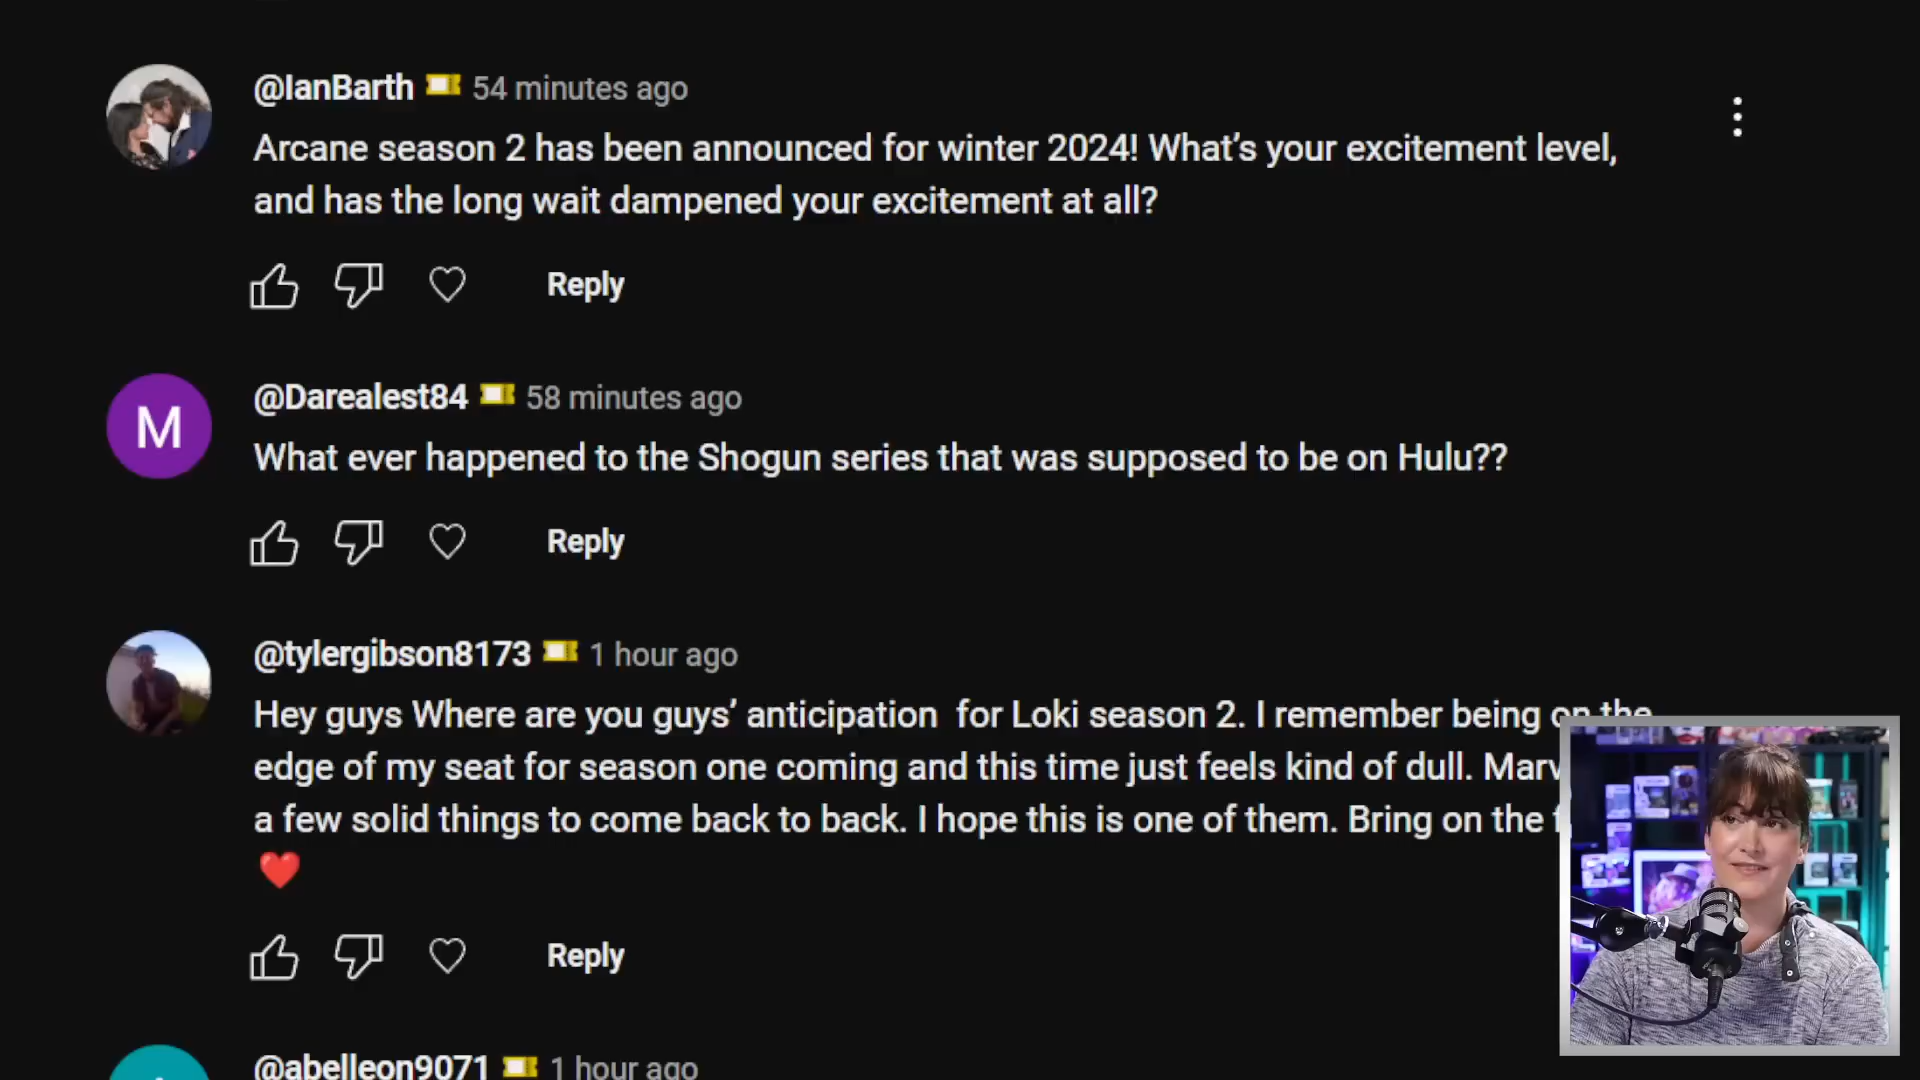 @IanBarth 54 minutes ago
Arcane season 2 has been announced for winter 2024! What’s your excitement level,
and has the long wait dampened your excitement at all?
Reply
M
@Darealest84 58 minutes ago
What ever happened to the Shogun series that was supposed to be on Hulu??
Reply
@tylergibson8173 1 hour ago
Hey guys Where are you guys’ anticipation for Loki season 2. I remember being on the
edge of my seat for season one coming and this time just feels kind of dull. Marv
a few solid things to come back to back. I hope this is one of them. Bring on the
❤️
Reply
@abelleon9071 1 hour ago